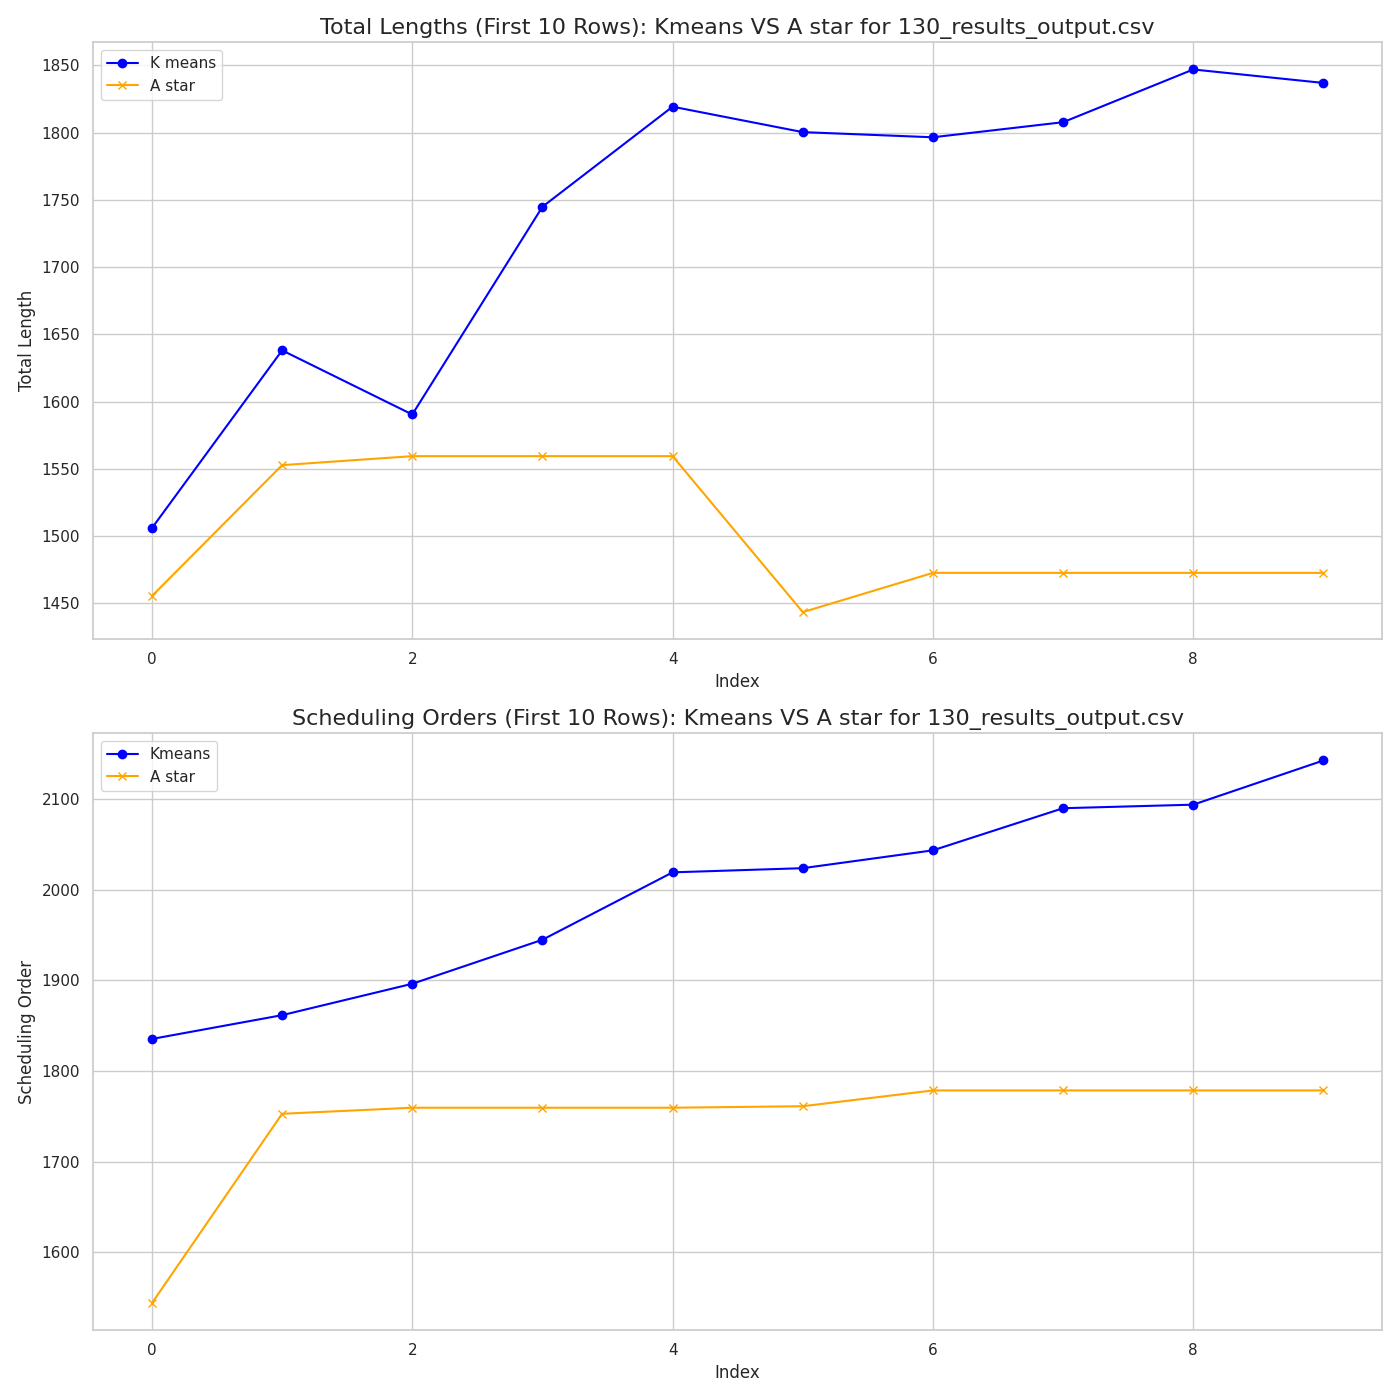 Total Lengths (First 10 Rows): Kmeans VS A star for 130_results_output.csv
K means
A star
1850
1800
1750
1700
1650
1600
1550
1500
1450
Total Length
0 2 4 6 8
Index
Scheduling Orders (First 10 Rows): Kmeans VS A star for 130_results_output.csv
Kmeans
A star
2100
2000
1900
1800
1700
1600
Scheduling Order
0 2 4 6 8
Index